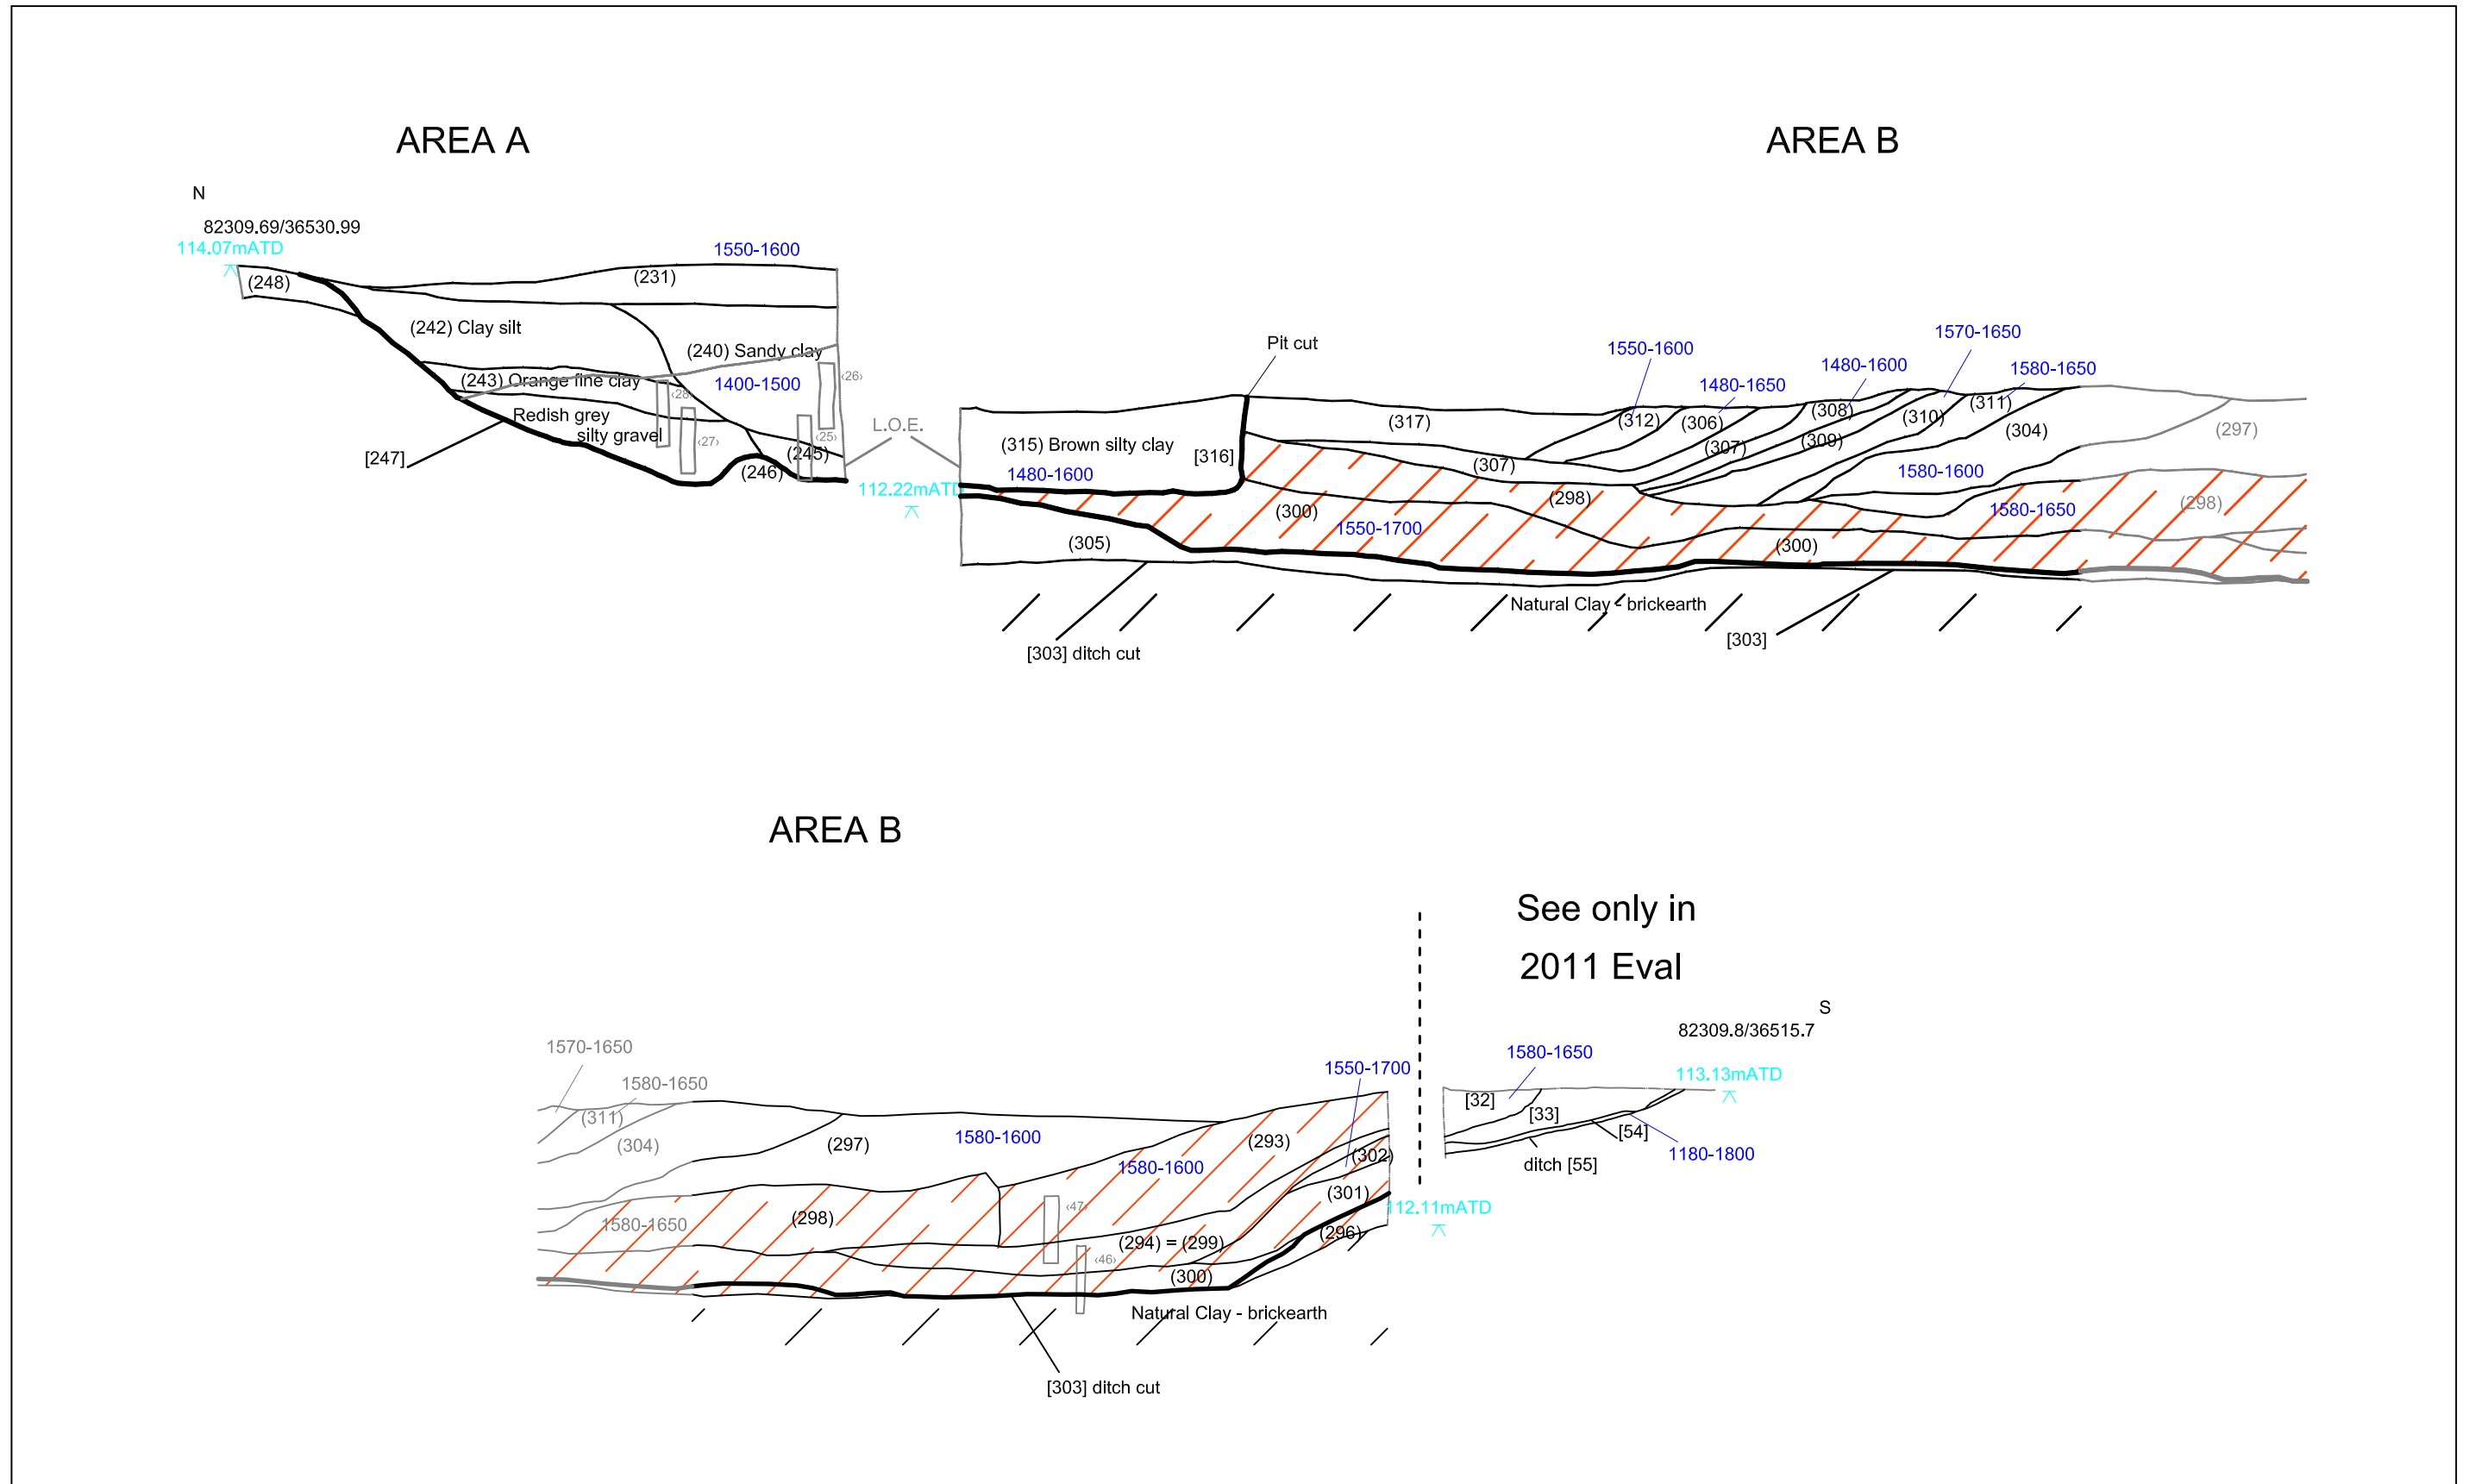 AREA A
AREA B
N
82309.69/36530.99
114.07mATD
1550-1600
(248)
(231)
(242) Clay silt
(240) Sandy clay
(243) Orange fine clay
1400-1500
‹26›
‹28›
Redish grey
silty gravel
‹27›
‹25›
(245)
(246)
[247]
L.O.E.
112.22mATD
Pit cut
(315) Brown silty clay
[316]
1480-1600
(305)
(317)
(307)
(300)
1550-1700
(298)
1550-1600
1480-1650
1480-1600
1570-1650
1580-1650
(312)
(306)
(307)
(308)
(309)
(310)
(311)
(304)
(297)
1580-1600
1580-1650
(298)
(300)
Natural Clay - brickearth
[303] ditch cut
[303]
AREA B
See only in
2011 Eval
S
82309.8/36515.7
113.13mATD
1570-1650
1580-1650
(311)
(304)
(297)
1580-1600
1580-1600
(293)
1550-1700
(302)
(301)
(296)
112.11mATD
1580-1650
(298)
‹47›
(294) = (299)
‹46›
(300)
Natural Clay - brickearth
[303] ditch cut
1580-1650
[32]
[33]
[54]
ditch [55]
1180-1800